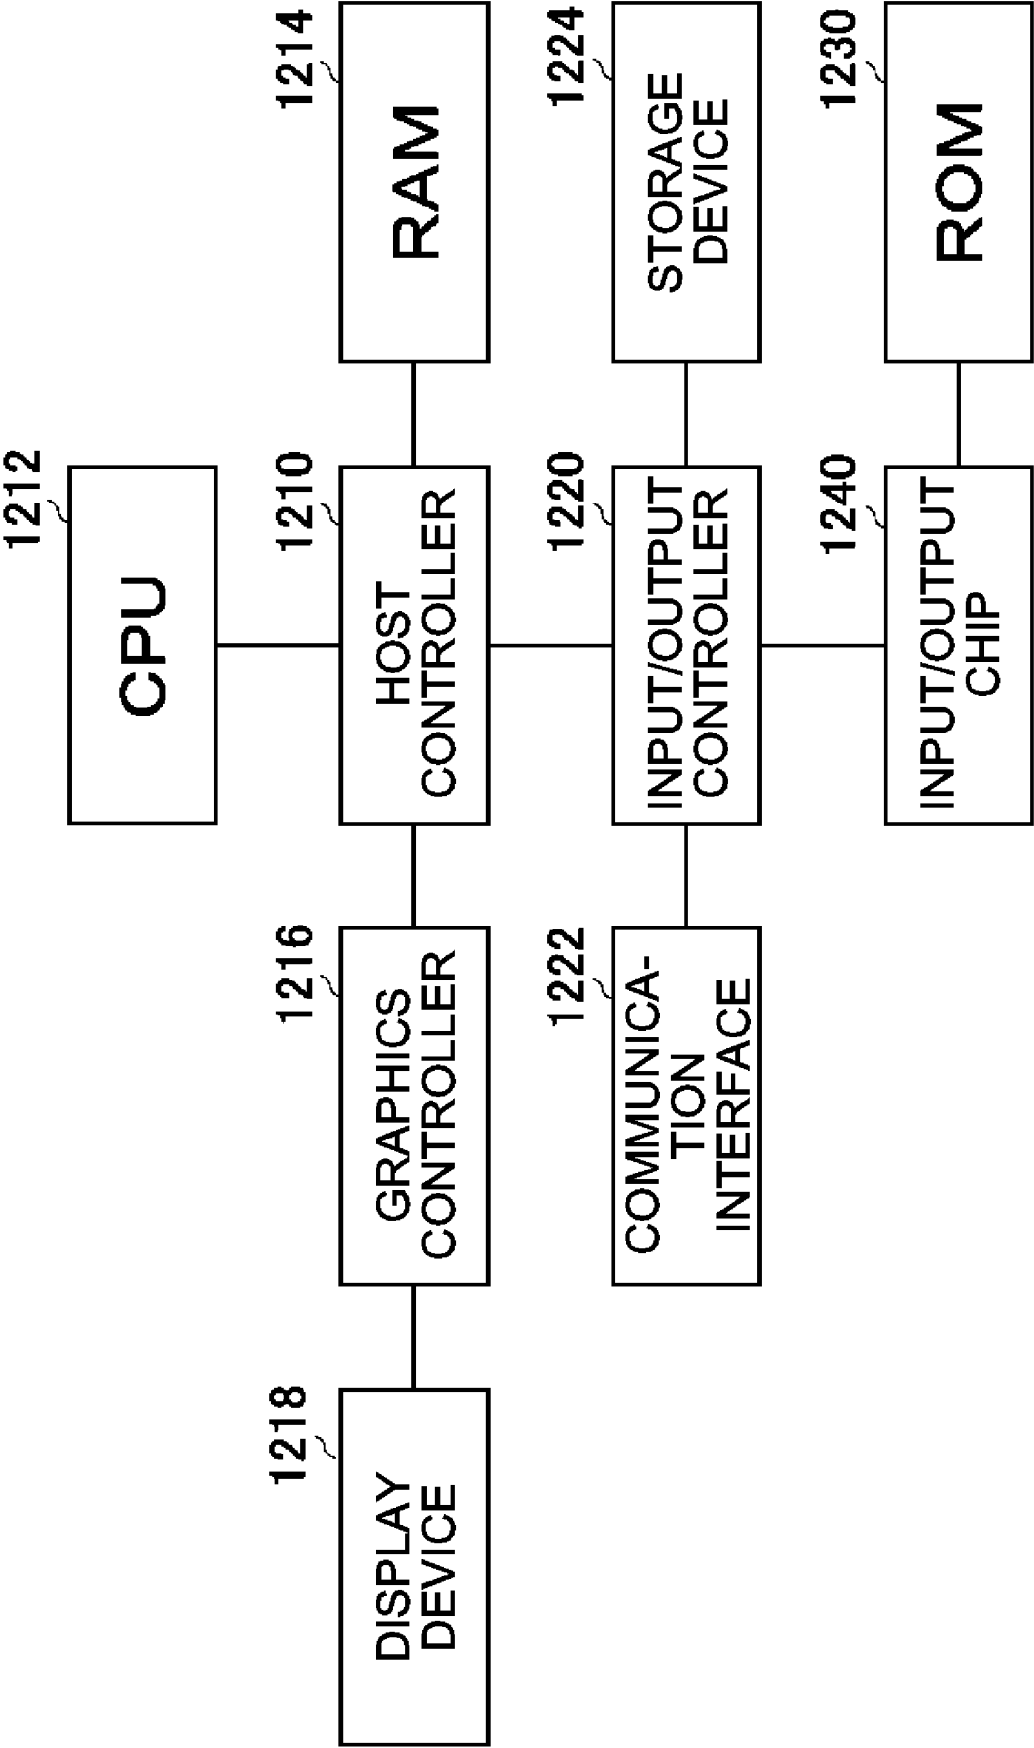 1212
CPU
1218
DISPLAY
DEVICE
1216
GRAPHICS
CONTROLLER
1210
HOST
CONTROLLER
1214
RAM
1222
COMMUNICA-
TION
INTERFACE
1220
INPUT/OUTPUT
CONTROLLER
1224
STORAGE
DEVICE
1240
INPUT/OUTPUT
CHIP
1230
ROM